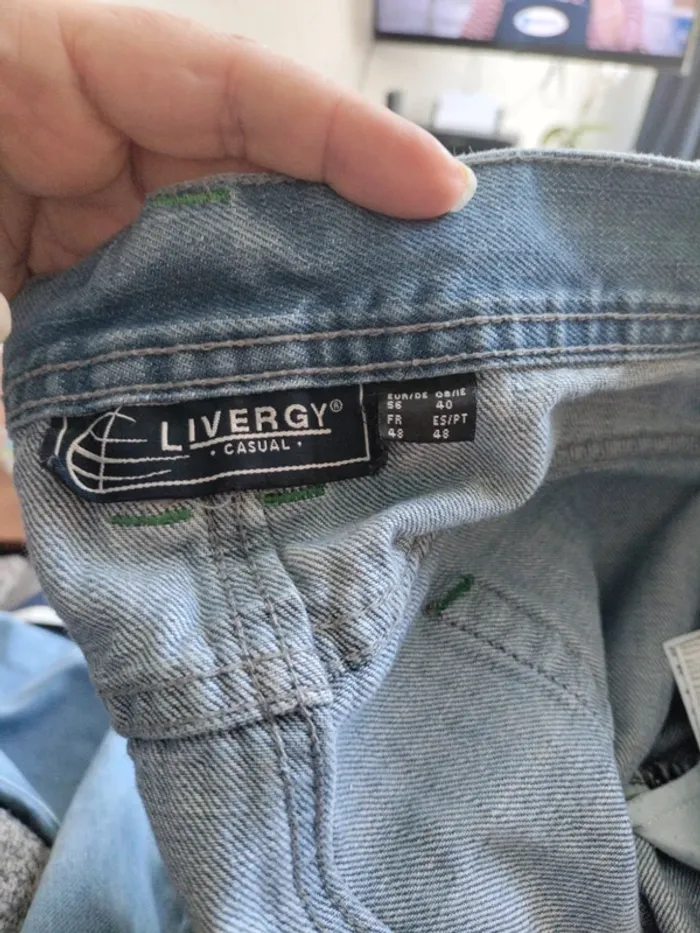 LIVERGY®
· CASUAL ·
EUR/DE GB/IE
56 40
FR ES/PT
48 48